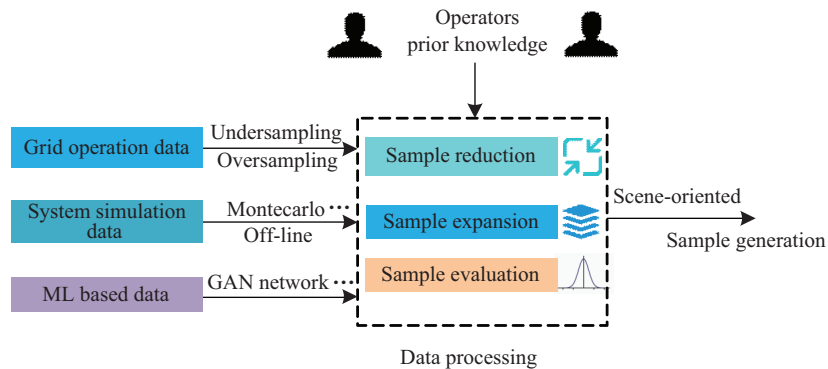 Operators
prior knowledge
Grid operation data
Undersampling
Oversampling
Sample reduction
System simulation
data
Montecarlo ...
Off-line
Sample expansion
Scene-oriented
Sample generation
ML based data
GAN network ...
Sample evaluation
Data processing